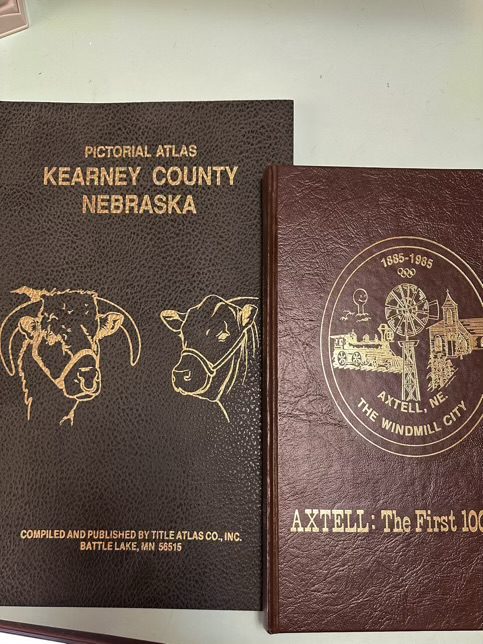 PICTORIAL ATLAS
KEARNEY COUNTY
NEBRASKA
COMPILED AND PUBLISHED BY TITLE ATLAS CO., INC.
BATTLE LAKE, MN 56515
1885-1985
AXTELL, NE.
THE WINDMILL CITY
AXTELL: The First 100